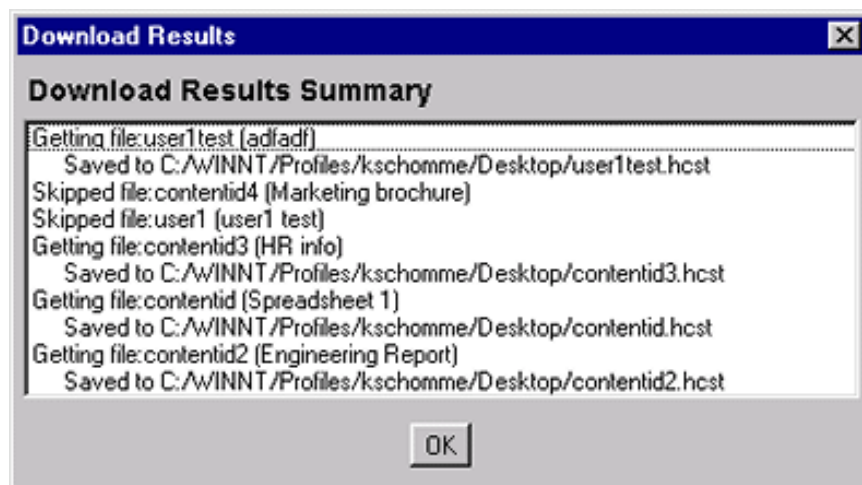 Download Results
Download Results Summary
Getting file:user1test (adfadf)
Saved to C:/WINNT/Profiles/kschomme/Desktop/user1test.hcst
Skipped file:contentid4 (Marketing brochure)
Skipped file:user1 (user1 test)
Getting file:contentid3 (HR info)
Saved to C:/WINNT/Profiles/kschomme/Desktop/contentid3.hcst
Getting file:contentid (Spreadsheet 1)
Saved to C:/WINNT/Profiles/kschomme/Desktop/contentid.hcst
Getting file:contentid2 (Engineering Report)
Saved to C:/WINNT/Profiles/kschomme/Desktop/contentid2.hcst
OK